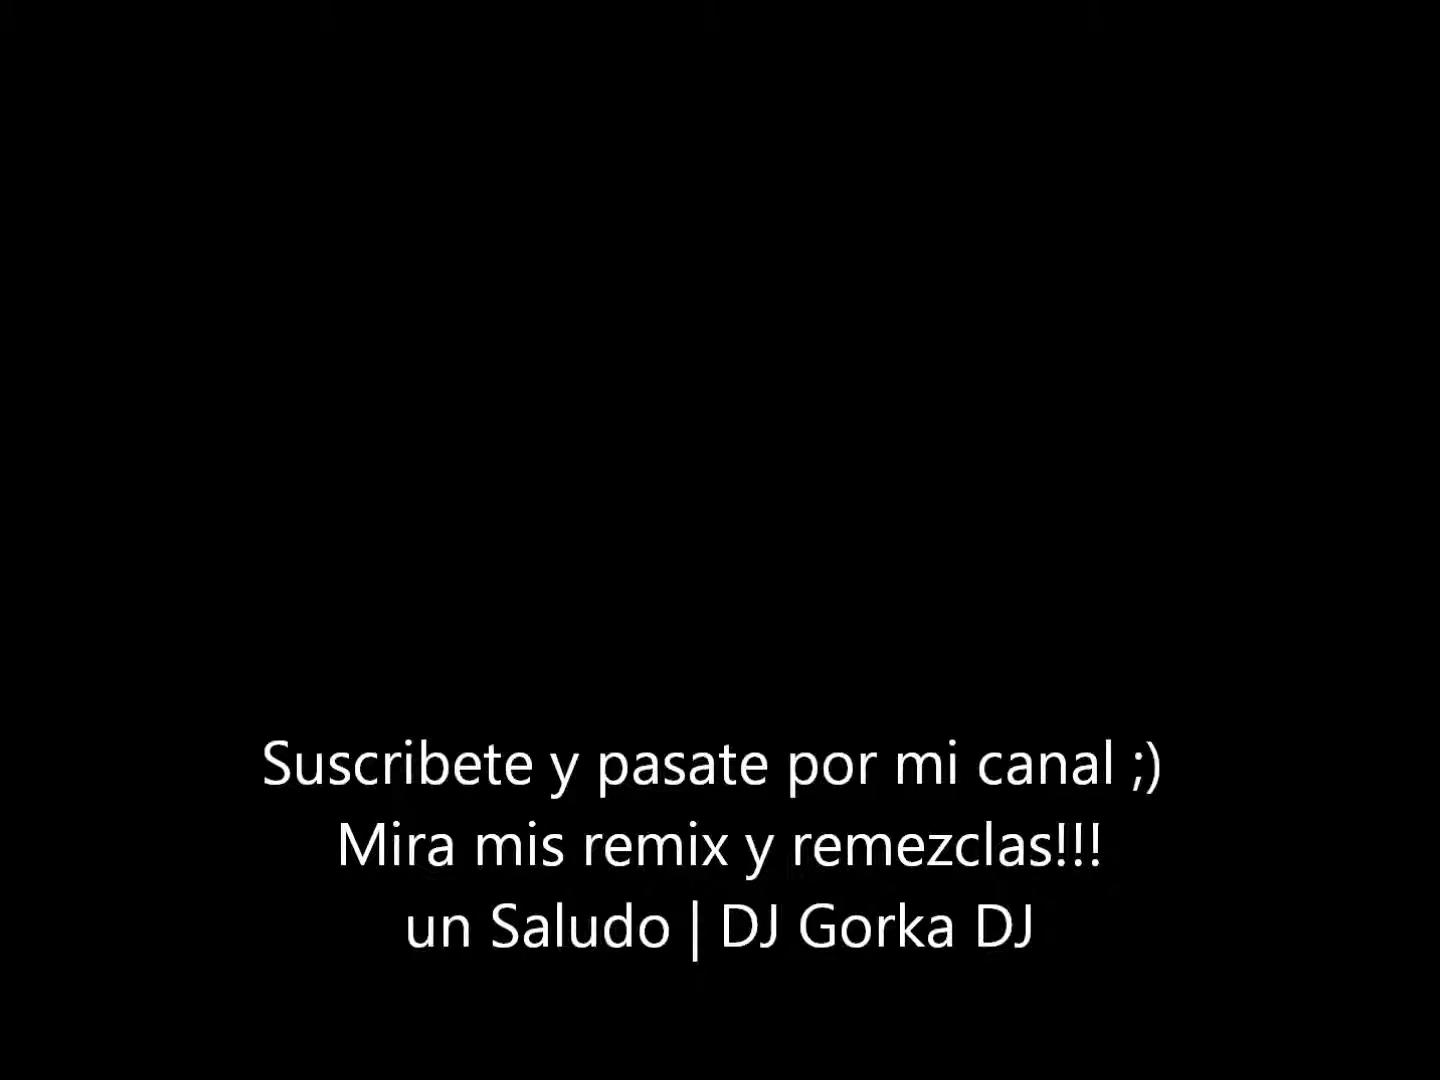 Suscribete y pasate por mi canal ;)
Mira mis remix y remezclas!!!
un Saludo | DJ Gorka DJ